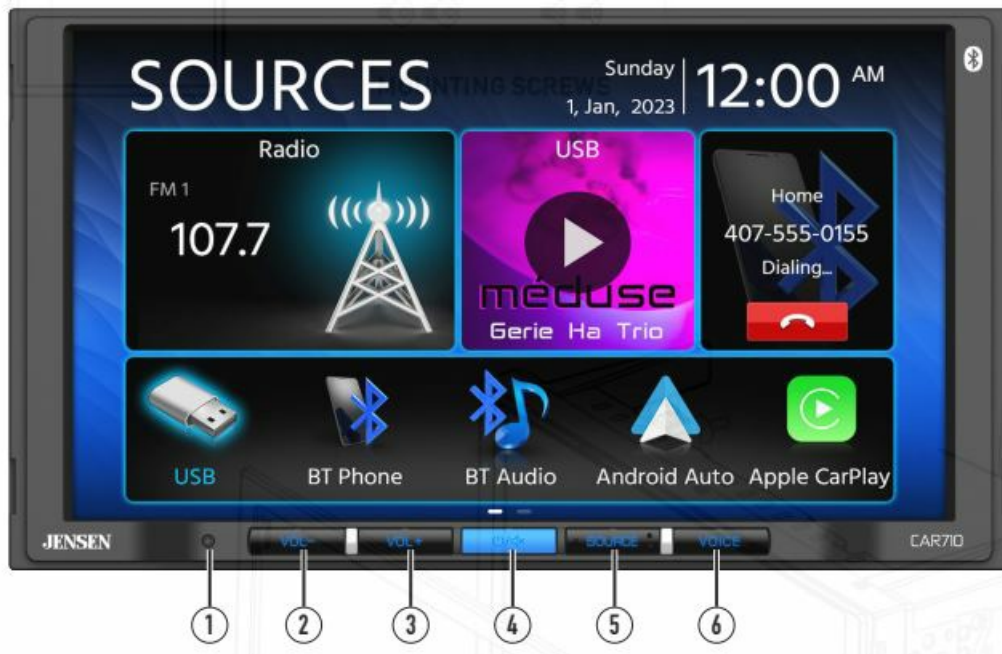 SOURCES
Sunday
1, Jan, 2023
12:00 AM
MOUNTING SCREWS
Radio
FM 1
107.7
USB
méduse
Gerie Ha Trio
Home
407-555-0155
Dialing...
USB
BT Phone
BT Audio
Android Auto
Apple CarPlay
JENSEN
VOL-
VOL+
SOURCE
VOICE
CAR710
1
2
3
4
5
6